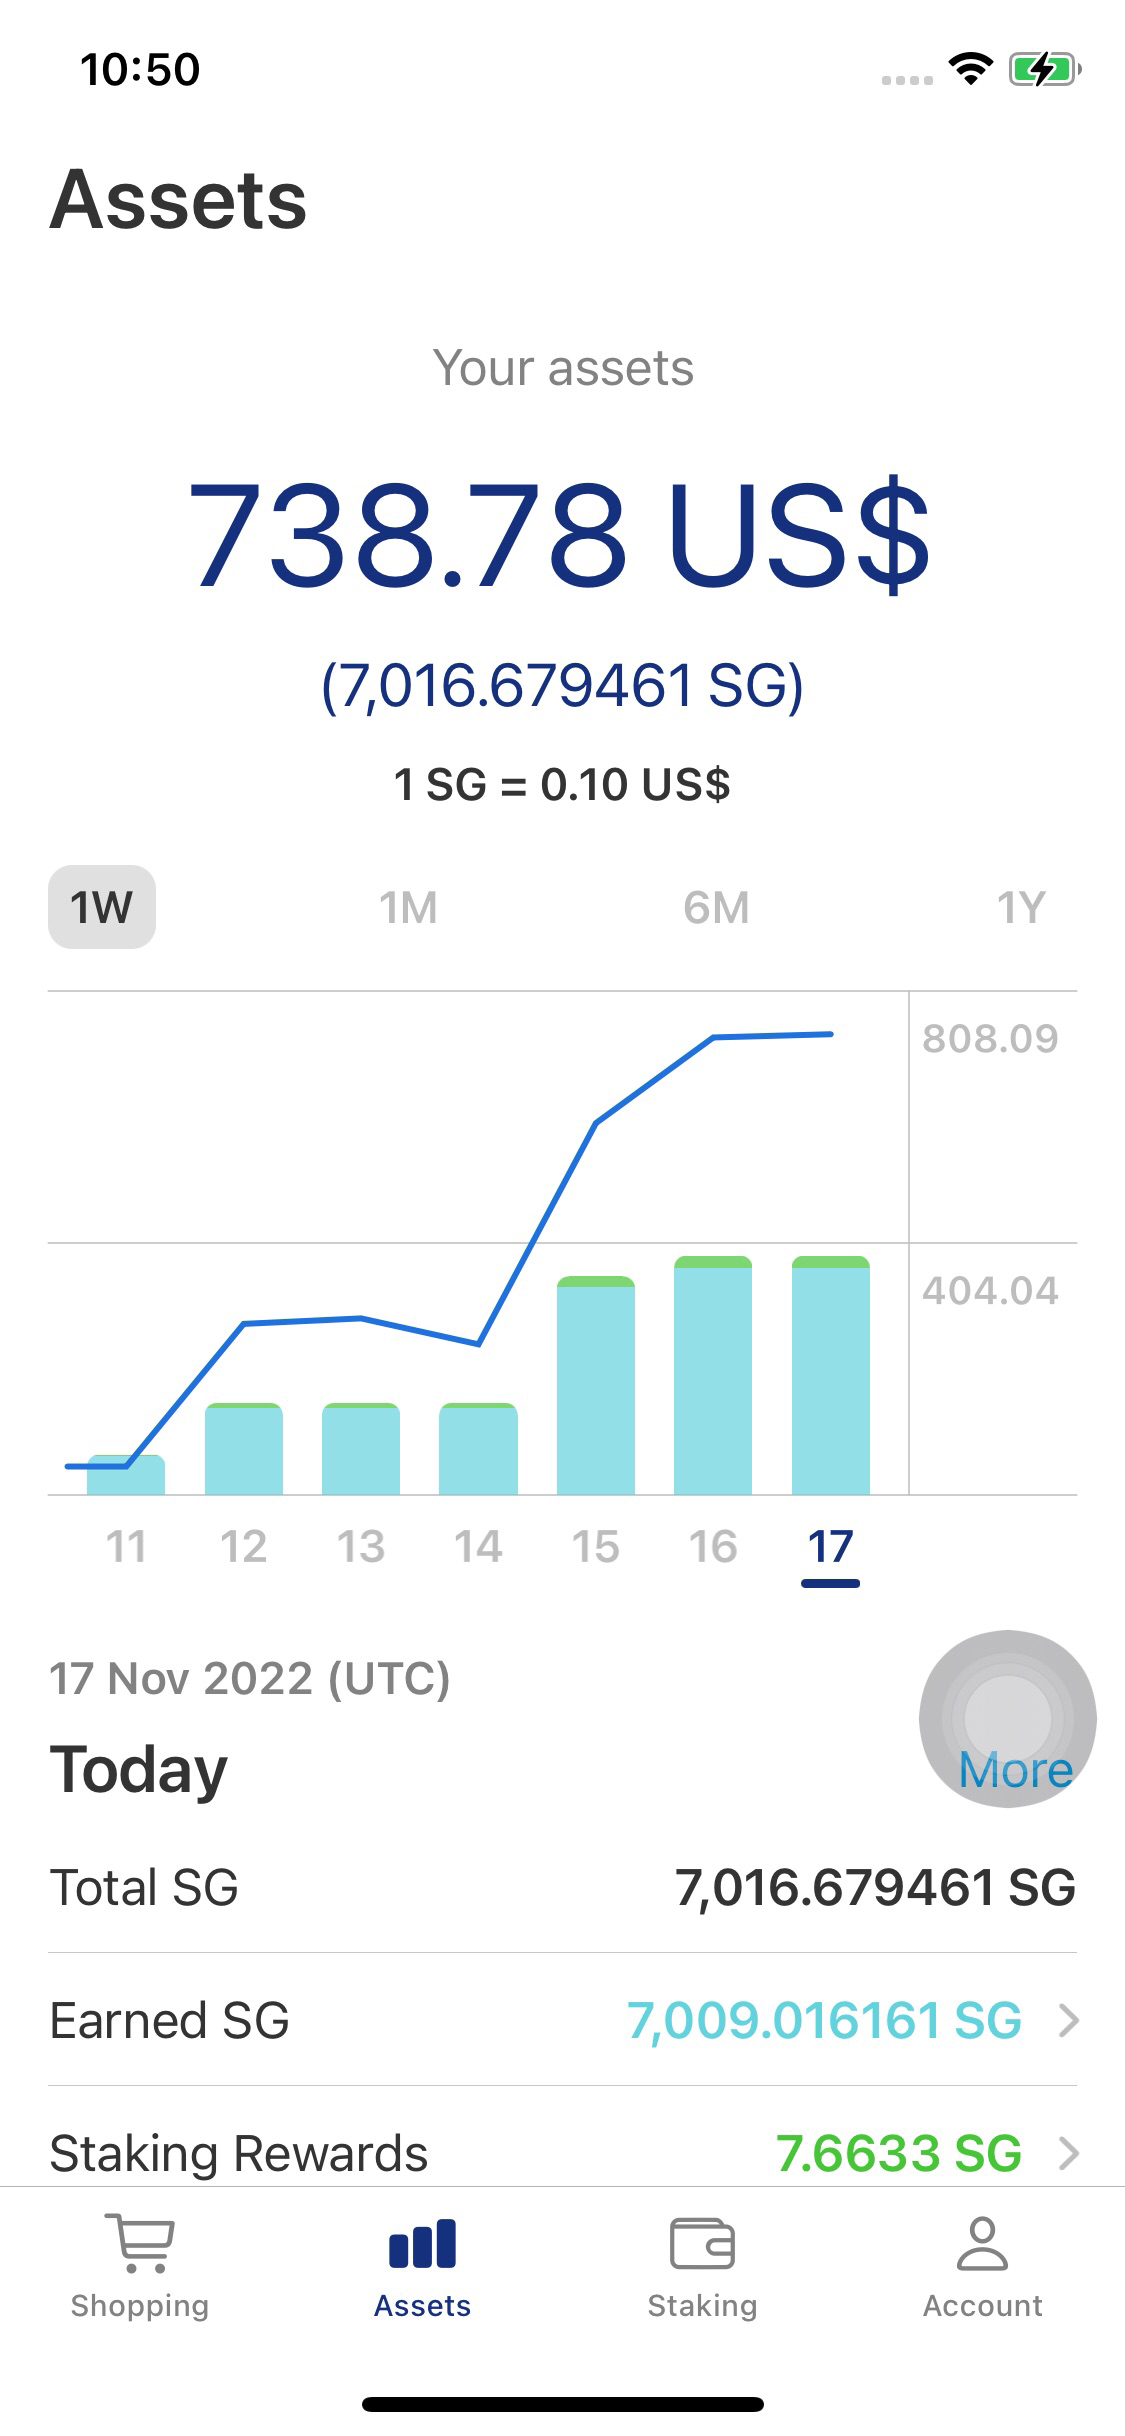 10:50
Assets
Your assets
738.78 US$
(7,016.679461 SG)
1 SG = 0.10 US$
1W 1M 6M 1Y
808.09
404.04
11 12 13 14 15 16 17
17 Nov 2022 (UTC)
Today More
Total SG 7,016.679461 SG
Earned SG 7,009.016161 SG
Staking Rewards 7.6633 SG
Shopping Assets Staking Account